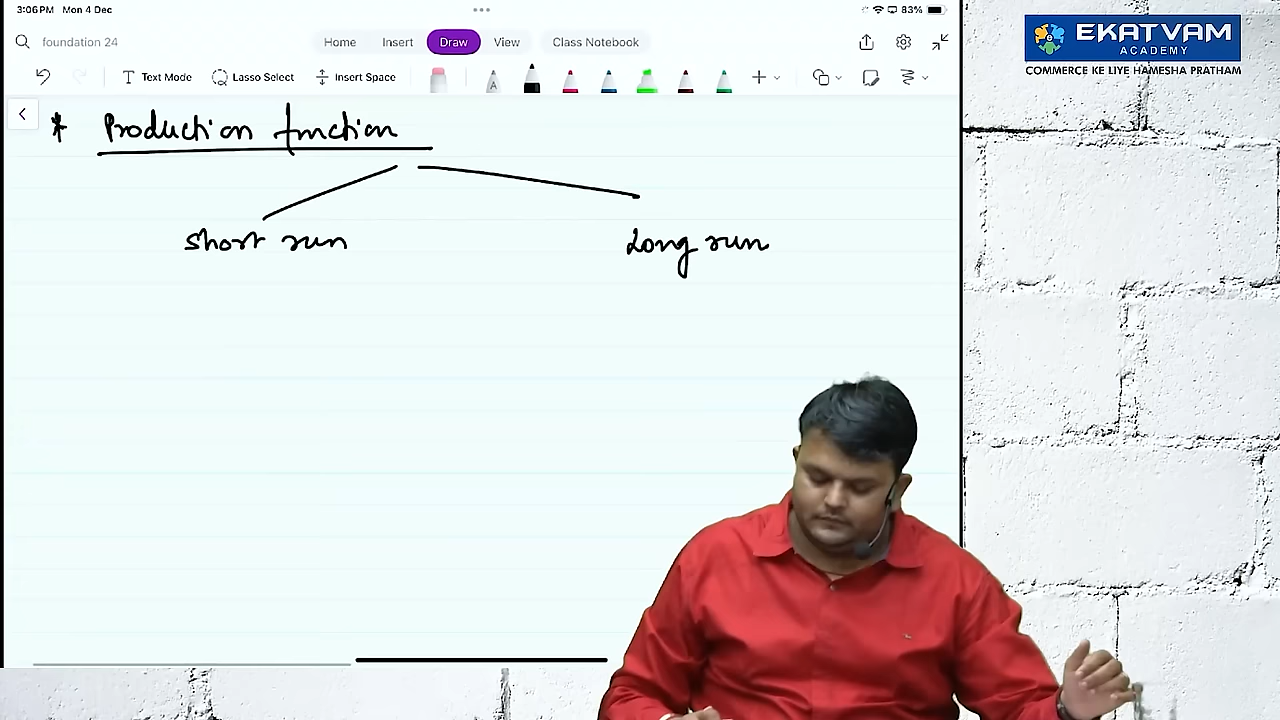 3:06 PM Mon 4 Dec
83%
foundation 24
Home Insert Draw View Class Notebook
Text Mode Lasso Select Insert Space
A
EKATVAM
ACADEMY
COMMERCE KE LIYE HAMESHA PRATHAM
* Production function
Short run Long run